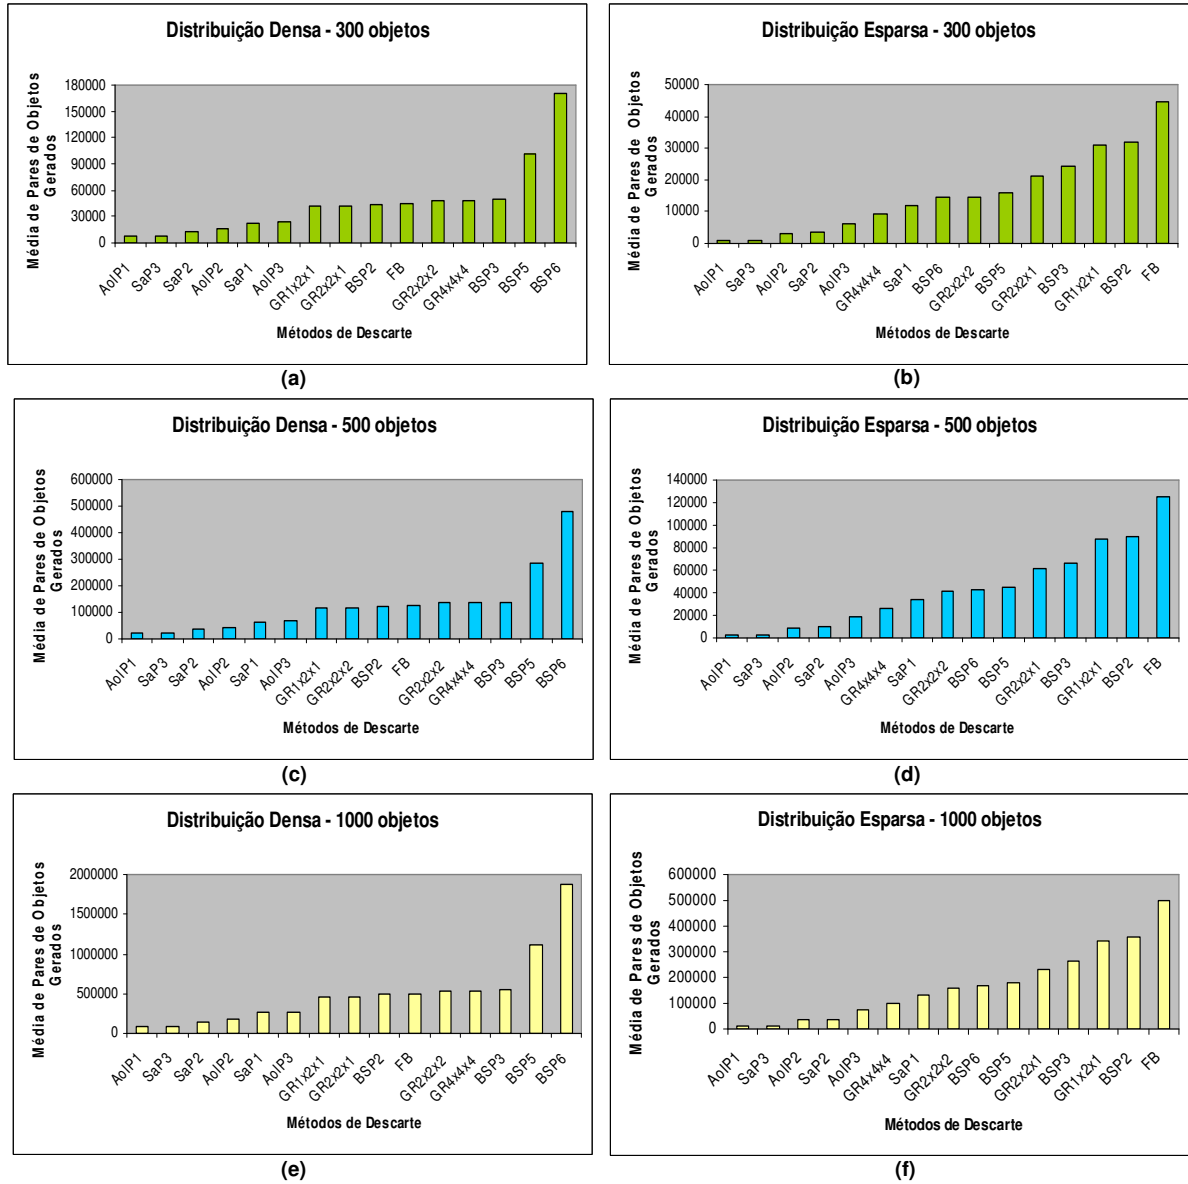 Distribuição Densa - 300 objetos
Média de Pares de Objetos
Gerados
180000
150000
120000
90000
60000
30000
0
AoIP1
SaP3
SaP2
AoIP2
SaP1
AoIP3
GR1x2x1
GR2x2x1
BSP2
FB
GR2x2x2
GR4x4x4
BSP3
BSP5
BSP6
Métodos de Descarte
(a)
Distribuição Esparsa - 300 objetos
Média de Pares de Objetos
Gerados
50000
40000
30000
20000
10000
0
AoIP1
SaP3
AoIP2
SaP2
AoIP3
GR4x4x4
SaP1
BSP6
GR2x2x2
BSP5
GR2x2x1
BSP3
GR1x2x1
BSP2
FB
Métodos de Descarte
(b)
Distribuição Densa - 500 objetos
Média de Pares de Objetos
Gerados
600000
500000
400000
300000
200000
100000
0
AoIP1
SaP3
SaP2
AoIP2
SaP1
AoIP3
GR1x2x1
GR2x2x2
BSP2
FB
GR2x2x2
GR4x4x4
BSP3
BSP5
BSP6
Métodos de Descarte
(c)
Distribuição Esparsa - 500 objetos
Média de Pares de Objetos
Gerados
140000
120000
100000
80000
60000
40000
20000
0
AoIP1
SaP3
AoIP2
SaP2
AoIP3
GR4x4x4
SaP1
GR2x2x2
BSP6
BSP5
GR2x2x1
BSP3
GR1x2x1
BSP2
FB
Métodos de Descarte
(d)
Distribuição Densa - 1000 objetos
Média de Pares de Objetos
Gerados
2000000
1500000
1000000
500000
0
AoIP1
SaP3
SaP2
AoIP2
SaP1
AoIP3
GR1x2x1
GR2x2x1
BSP2
FB
GR2x2x2
GR4x4x4
BSP3
BSP5
BSP6
Métodos de Descarte
(e)
Distribuição Esparsa - 1000 objetos
Média de Pares de Objetos
Gerados
600000
500000
400000
300000
200000
100000
0
AoIP1
SaP3
AoIP2
SaP2
AoIP3
GR4x4x4
SaP1
GR2x2x2
BSP6
BSP5
GR2x2x1
BSP3
GR1x2x1
BSP2
FB
Métodos de Descarte
(f)